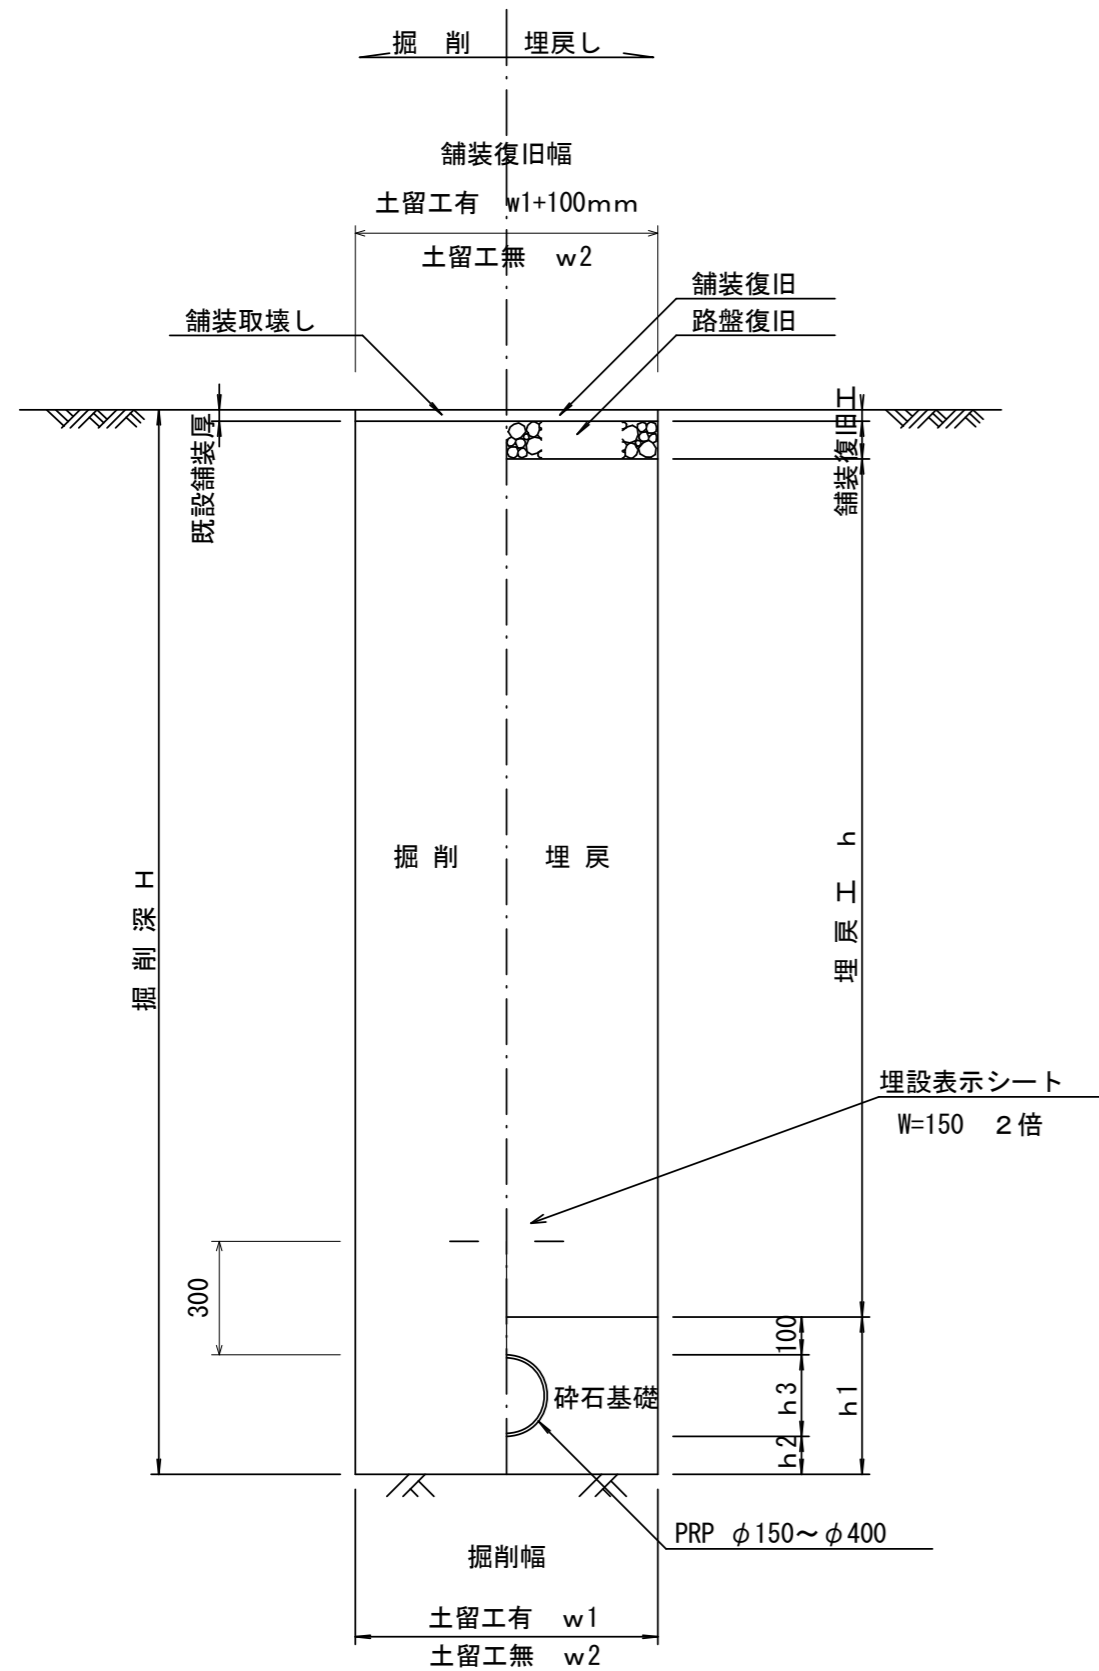 掘 削 埋戻し
舗装復旧幅
土留工有 w1+100mm
土留工無 w2
舗装復旧
舗装取壊し
路盤復旧
既設舗装厚
舗装復旧工
掘 削
埋 戻
掘 削 深 H
埋 戻 工 h
埋設表示シート
W=150 2倍
300
100
砕石基礎
h3
h1
h2
PRP φ150～φ400
掘削幅
土留工有 w1
土留工無 w2